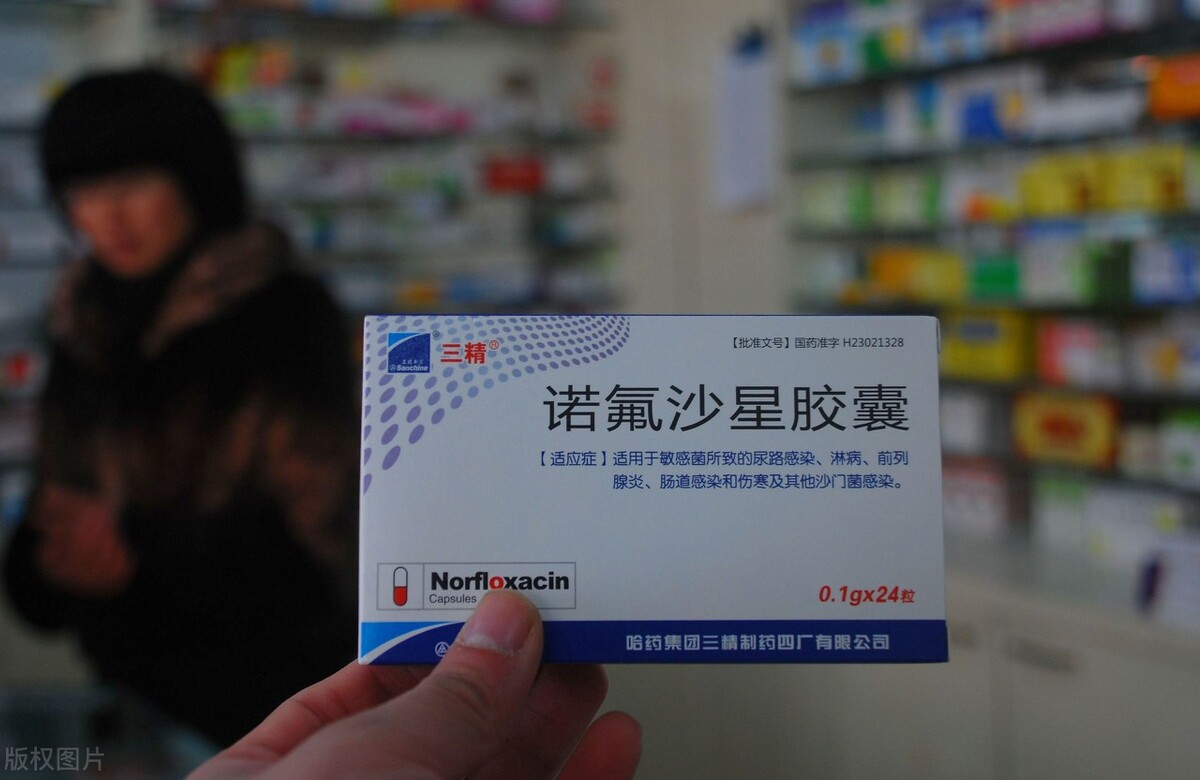 三精®
Sanchine
【批准文号】国药准字 H23021328
诺氟沙星胶囊
【适应症】适用于敏感菌所致的尿路感染、淋病、前列
腺炎、肠道感染和伤寒及其他沙门菌感染。
Norfloxacin
Capsules
0.1gx24粒
哈药集团三精制药四厂有限公司
版权图片